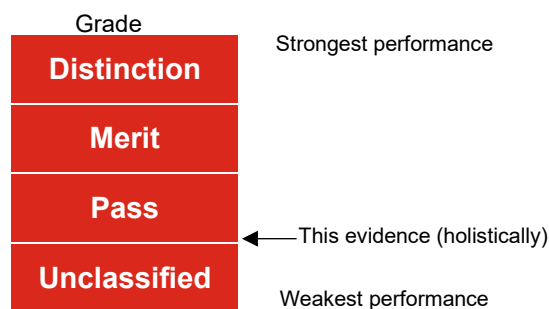 Grade
Strongest performance
Distinction
Merit
Pass
This evidence (holistically)
Unclassified
Weakest performance